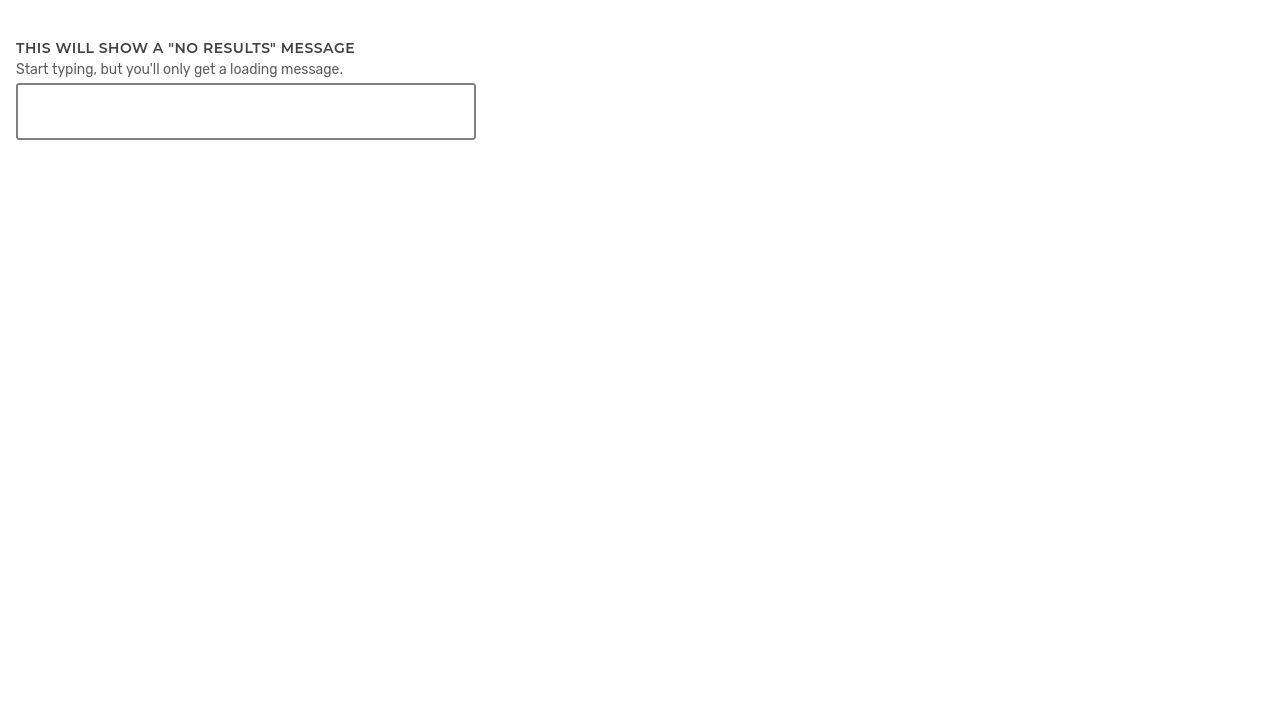 THIS WILL SHOW A "NO RESULTS" MESSAGE
Start typing, but you'll only get a loading message.